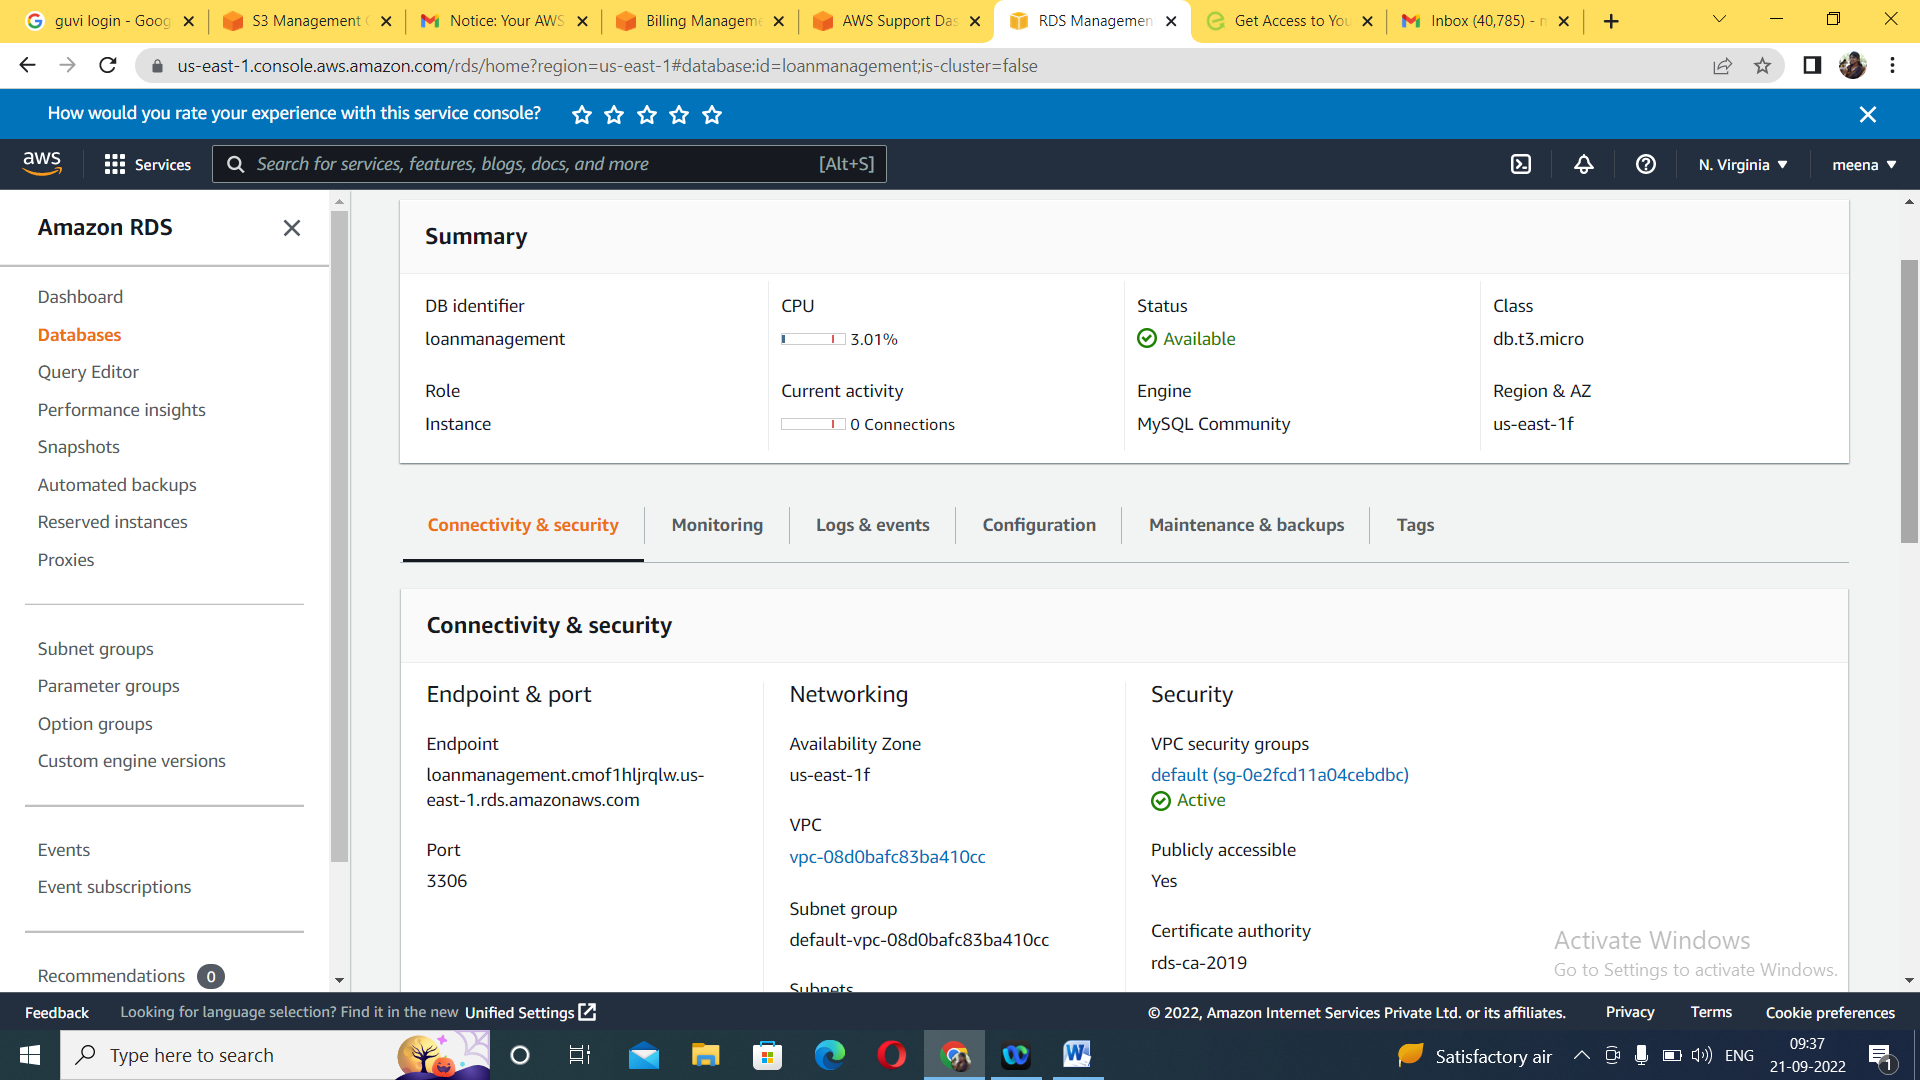 guvi login - Goog
S3 Management C
Notice: Your AWS
Billing Manageme
AWS Support Das
RDS Managemen
Get Access to You
Inbox (40,785) - m
us-east-1.console.aws.amazon.com/rds/home?region=us-east-1#database:id=loanmanagement;is-cluster=false
How would you rate your experience with this service console?
aws
Services
Search for services, features, blogs, docs, and more
[Alt+S]
N. Virginia
meena
Amazon RDS
Dashboard
Databases
Query Editor
Performance insights
Snapshots
Automated backups
Reserved instances
Proxies
Subnet groups
Parameter groups
Option groups
Custom engine versions
Events
Event subscriptions
Recommendations 0
Summary
DB identifier
loanmanagement
CPU
3.01%
Status
Available
Class
db.t3.micro
Role
Instance
Current activity
0 Connections
Engine
MySQL Community
Region & AZ
us-east-1f
Connectivity & security
Monitoring
Logs & events
Configuration
Maintenance & backups
Tags
Connectivity & security
Endpoint & port
Endpoint
loanmanagement.cmof1hljrqlw.us-
east-1.rds.amazonaws.com
Port
3306
Networking
Availability Zone
us-east-1f
VPC
vpc-08d0bafc83ba410cc
Subnet group
default-vpc-08d0bafc83ba410cc
Subnets
Security
VPC security groups
default (sg-0e2fcd11a04cebdbc)
Active
Publicly accessible
Yes
Certificate authority
rds-ca-2019
Activate Windows
Go to Settings to activate Windows.
Feedback
Looking for language selection? Find it in the new Unified Settings
© 2022, Amazon Internet Services Private Ltd. or its affiliates.
Privacy
Terms
Cookie preferences
Type here to search
Satisfactory air
ENG
09:37
21-09-2022
1